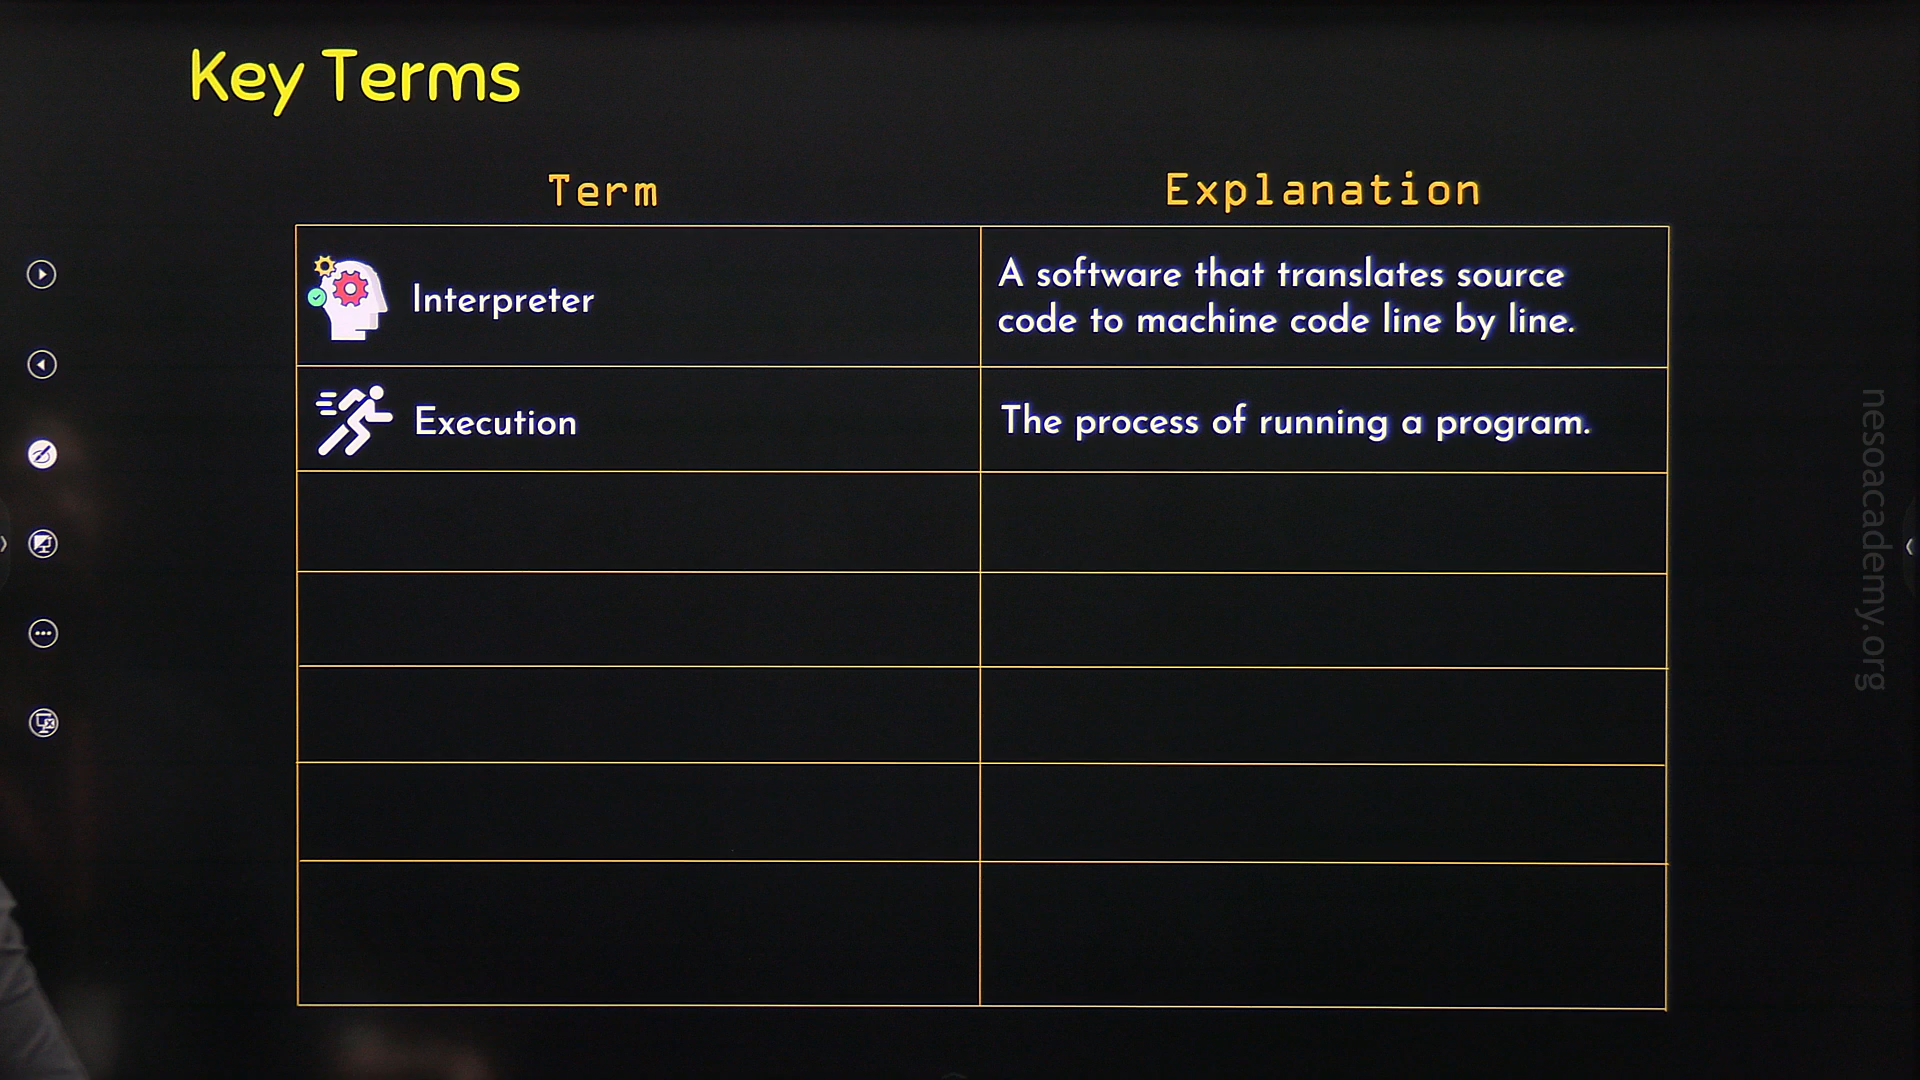 Key Terms
Term
Explanation
Interpreter
A software that translates source
code to machine code line by line.
Execution
The process of running a program.
nesoacademy.org